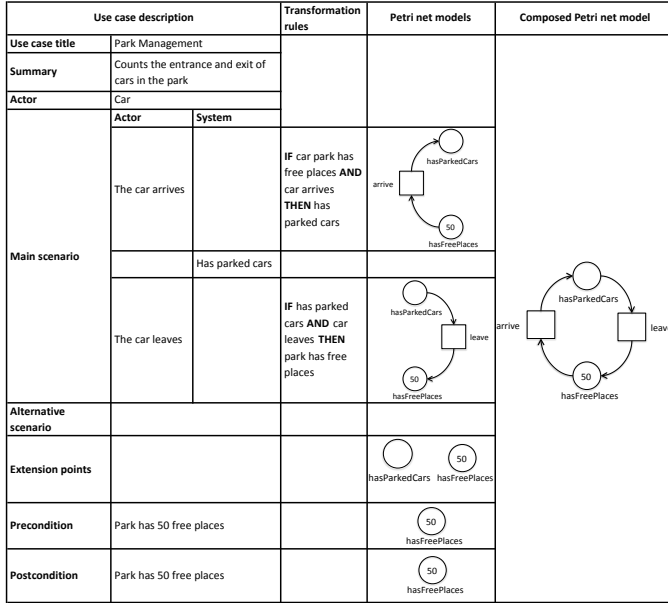 Use case description
Transformation
rules
Petri net models
Composed Petri net model
Use case title
Park Management
Summary
Counts the entrance and exit of
cars in the park
Actor
Car
Main scenario
Actor
System
The car arrives
IF car park has
free places AND
car arrives
THEN has
parked cars
hasParkedCars
arrive
50
hasFreePlaces
Has parked cars
The car leaves
IF has parked
cars AND car
leaves THEN
park has free
places
hasParkedCars
leave
50
hasFreePlaces
hasParkedCars
arrive
leave
50
hasFreePlaces
Alternative
scenario
Extension points
hasParkedCars
50
hasFreePlaces
Precondition
Park has 50 free places
50
hasFreePlaces
Postcondition
Park has 50 free places
50
hasFreePlaces